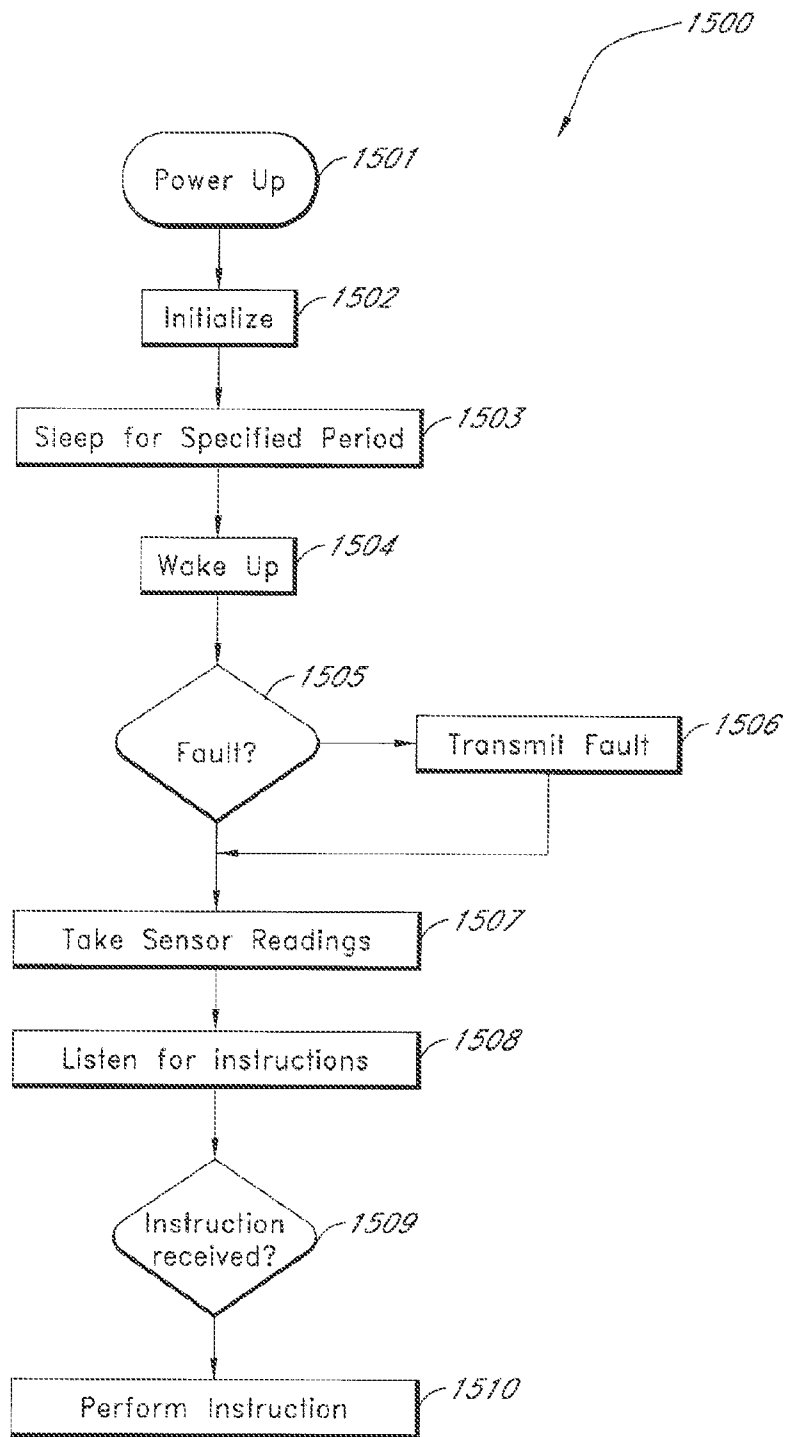 1500
Power Up
1501
Initialize
1502
Sleep for Specified Period
1503
Wake Up
1504
Fault?
1505
Transmit Fault
1506
Take Sensor Readings
1507
Listen for instructions
1508
Instruction
received?
1509
Perform Instruction
1510